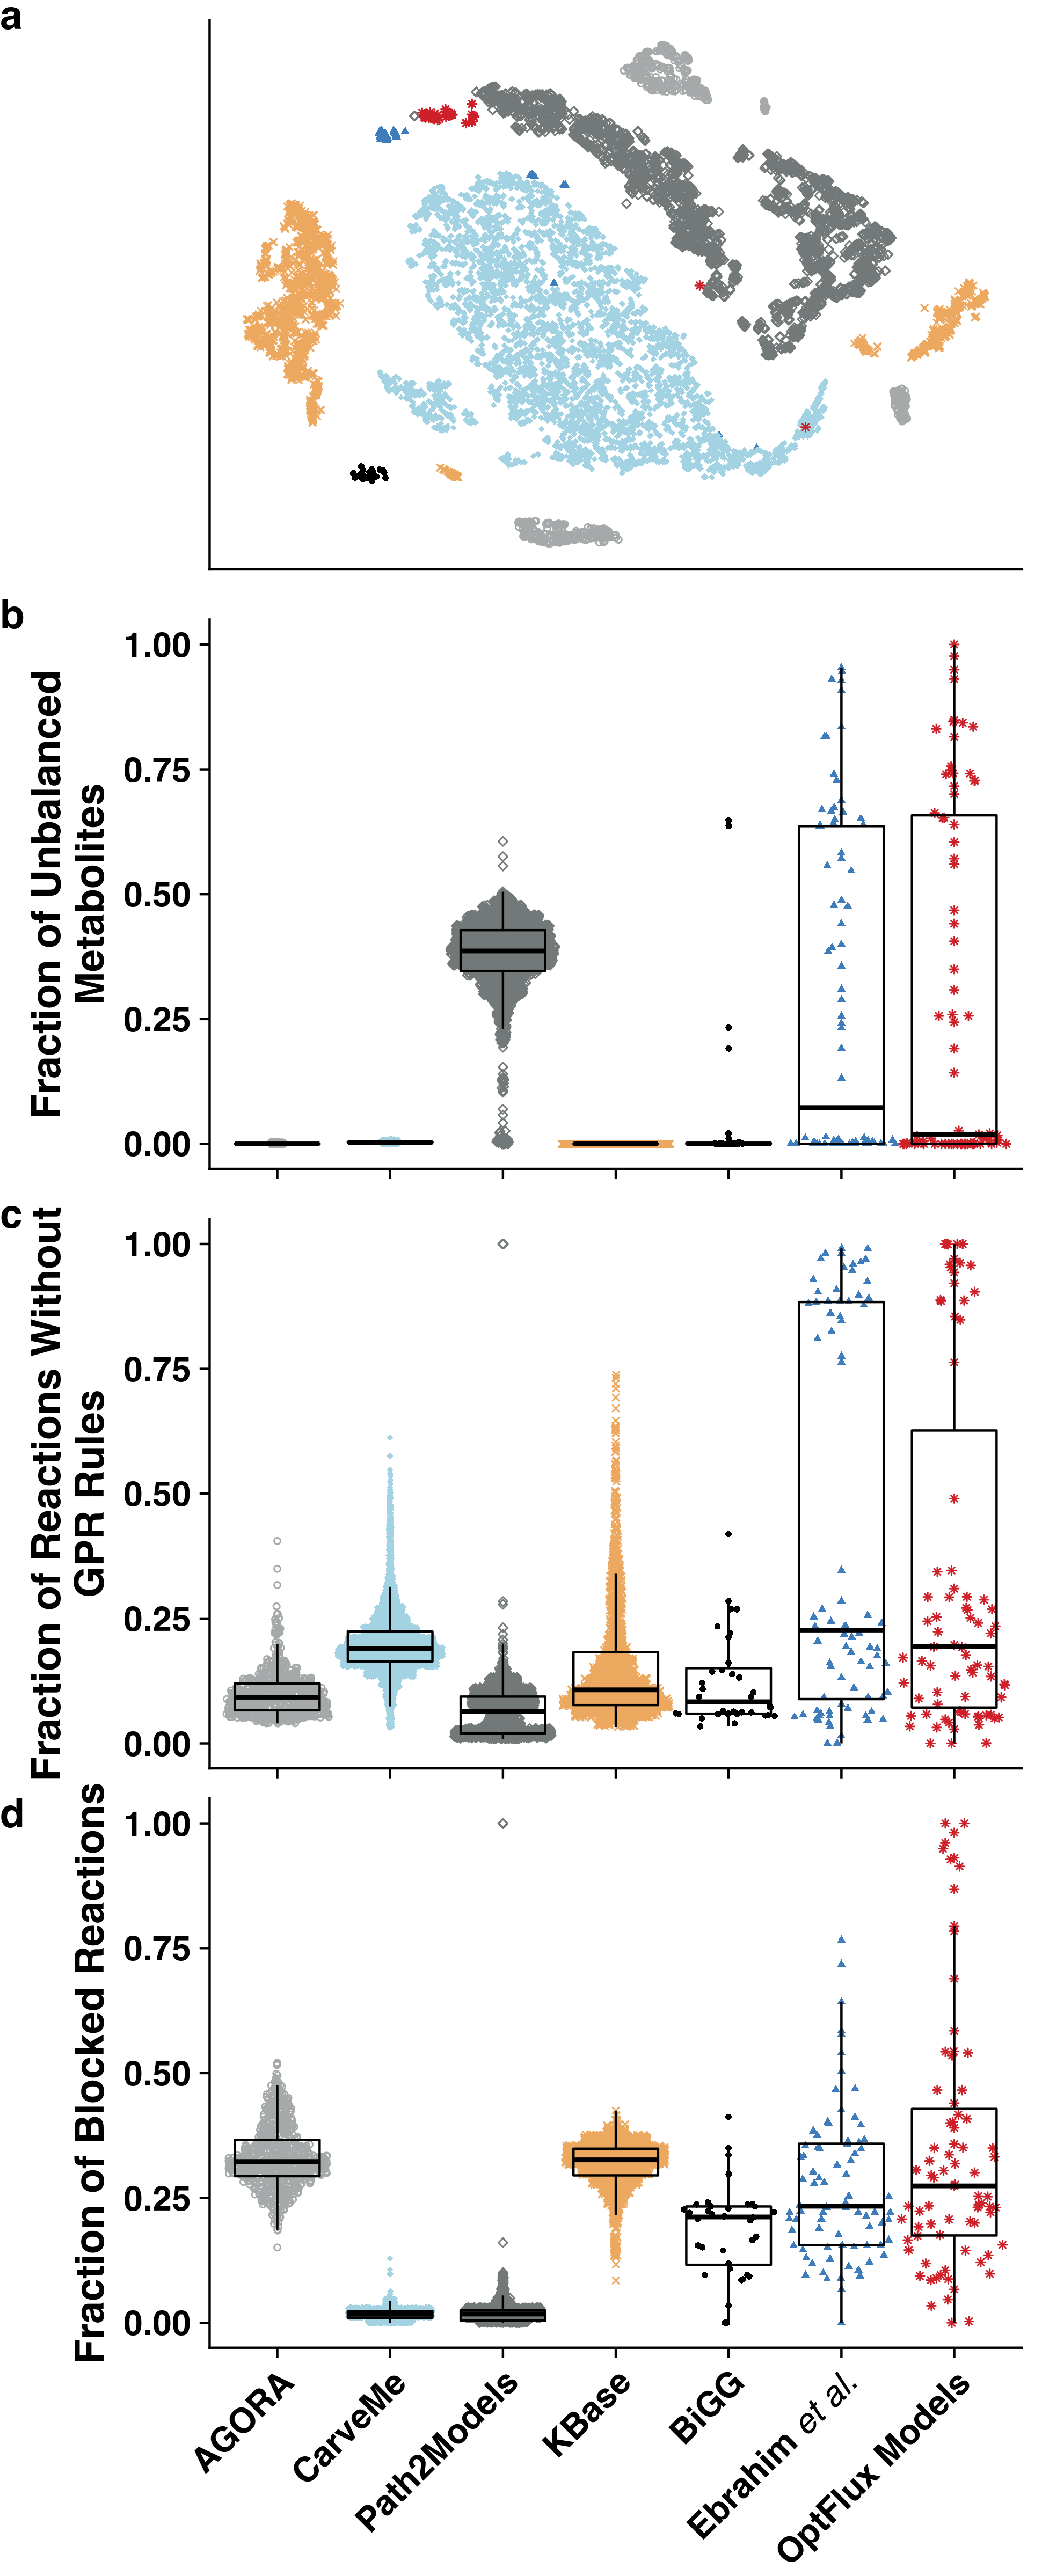 a
b
Fraction of Unbalanced
Metabolites
1.00
0.75
0.50
0.25
0.00
c
Fraction of Reactions Without
GPR Rules
1.00
0.75
0.50
0.25
0.00
d
Fraction of Blocked Reactions
1.00
0.75
0.50
0.25
0.00
AGORA
CarveMe
Path2Models
KBase
BiGG
Ebrahim et al.
OptFlux Models